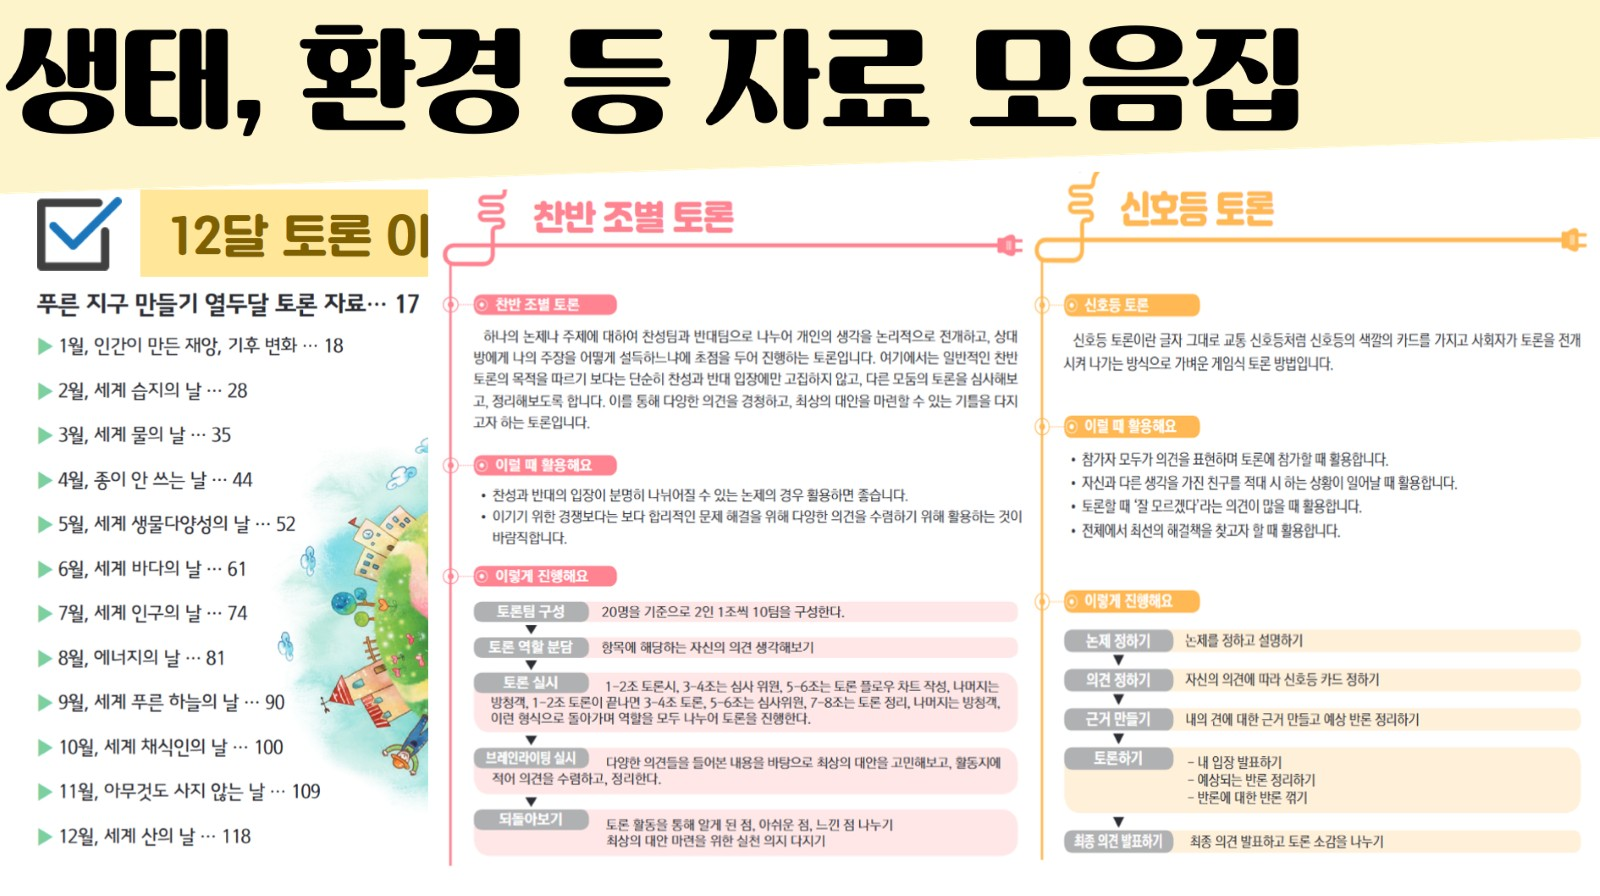 생태, 환경 등 자료 모음집
12달 토론 이
푸른 지구 만들기 열두달 토론 자료··· 17
▶ 1월, 인간이 만든 재앙, 기후 변화 ··· 18
▶ 2월, 세계 습지의 날 ··· 28
▶ 3월, 세계 물의 날 ··· 35
▶ 4월, 종이 안 쓰는 날 ··· 44
▶ 5월, 세계 생물다양성의 날 ··· 52
▶ 6월, 세계 바다의 날 ··· 61
▶ 7월, 세계 인구의 날 ··· 74
▶ 8월, 에너지의 날 ··· 81
▶ 9월, 세계 푸른 하늘의 날 ··· 90
▶ 10월, 세계 채식인의 날 ··· 100
▶ 11월, 아무것도 사지 않는 날 ··· 109
▶ 12월, 세계 산의 날 ··· 118
찬반 조별 토론
찬반 조별 토론
하나의 논제나 주제에 대하여 찬성팀과 반대팀으로 나누어 개인의 생각을 논리적으로 전개하고, 상대
방에게 나의 주장을 어떻게 설득하느냐에 초점을 두어 진행하는 토론입니다. 여기에서는 일반적인 찬반
토론의 목적을 따르기 보다는 단순히 찬성과 반대 입장에만 고집하지 않고, 다른 모둠의 토론을 심사해보
고, 정리해보도록 합니다. 이를 통해 다양한 의견을 경청하고, 최상의 대안을 마련할 수 있는 기틀을 다지
고자 하는 토론입니다.
이럴 때 활용해요
• 찬성과 반대의 입장이 분명히 나뉘어질 수 있는 논제의 경우 활용하면 좋습니다.
• 이기기 위한 경쟁보다는 보다 합리적인 문제 해결을 위해 다양한 의견을 수렴하기 위해 활용하는 것이
바람직합니다.
이렇게 진행해요
토론팀 구성 20명을 기준으로 2인 1조씩 10팀을 구성한다.
토론 역할 분담 항목에 해당하는 자신의 의견 생각해보기
토론 실시 1-2조 토론시, 3-4조는 심사 위원, 5-6조는 토론 플로우 차트 작성, 나머지는
방청객, 1-2조 토론이 끝나면 3-4조 토론, 5-6조는 심사위원, 7-8조는 토론 정리, 나머지는 방청객,
이런 형식으로 돌아가며 역할을 모두 나누어 토론을 진행한다.
브레인라이팅 실시 다양한 의견들을 들어본 내용을 바탕으로 최상의 대안을 고민해보고, 활동지에
적어 의견을 수렴하고, 정리한다.
되돌아보기 토론 활동을 통해 알게 된 점, 아쉬운 점, 느낀 점 나누기
최상의 대안 마련을 위한 실천 의지 다지기
신호등 토론
신호등 토론
신호등 토론이란 글자 그대로 교통 신호등처럼 신호등의 색깔의 카드를 가지고 사회자가 토론을 전개
시켜 나가는 방식으로 가벼운 게임식 토론 방법입니다.
이럴 때 활용해요
• 참가자 모두가 의견을 표현하며 토론에 참가할 때 활용합니다.
• 자신과 다른 생각을 가진 친구를 적대 시 하는 상황이 일어날 때 활용합니다.
• 토론할 때 '잘 모르겠다'라는 의견이 많을 때 활용합니다.
• 전체에서 최선의 해결책을 찾고자 할 때 활용합니다.
이렇게 진행해요
논제 정하기 논제를 정하고 설명하기
의견 정하기 자신의 의견에 따라 신호등 카드 정하기
근거 만들기 내의 견에 대한 근거 만들고 예상 반론 정리하기
토론하기 - 내 입장 발표하기
- 예상되는 반론 정리하기
- 반론에 대한 반론 꺾기
최종 의견 발표하기 최종 의견 발표하고 토론 소감을 나누기